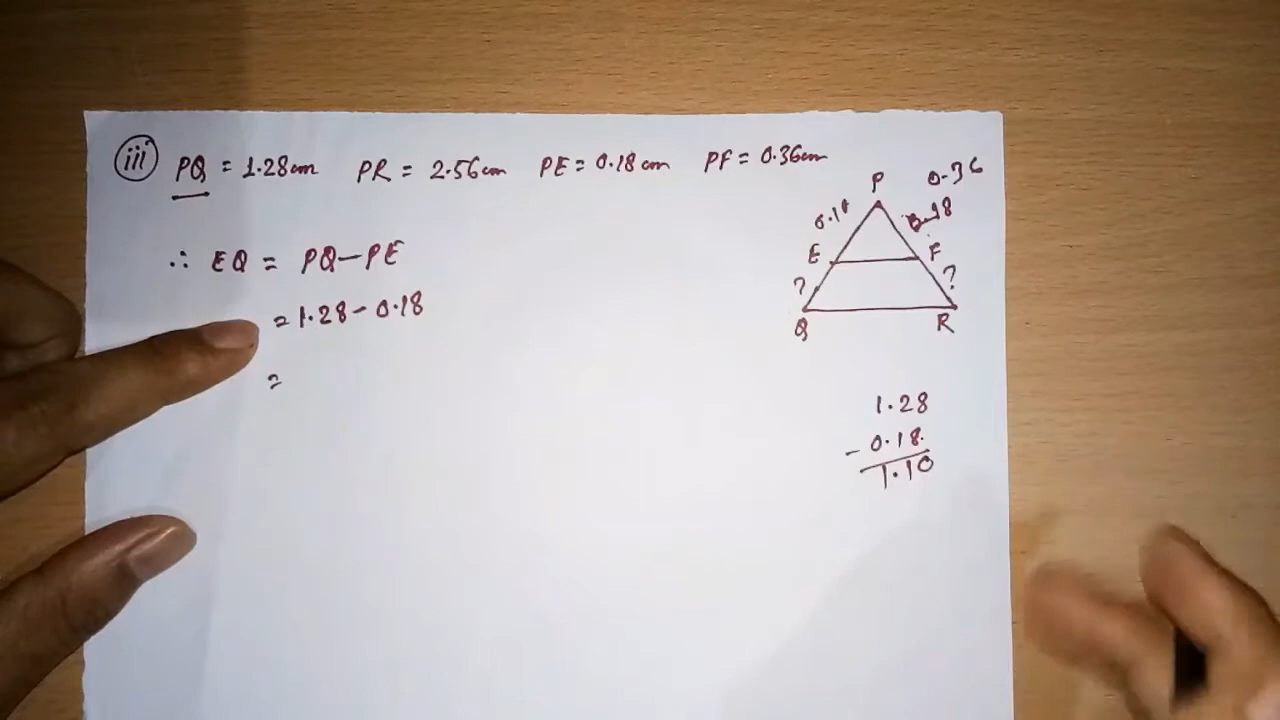 iii PQ = 1.28cm PR = 2.56cm PE = 0.18cm PF = 0.36cm
∴ EQ = PQ-PE
= 1.28 - 0.18
=
P
0.36
0.18
E
F
?
?
Q
R
1.28
- 0.18
1.10